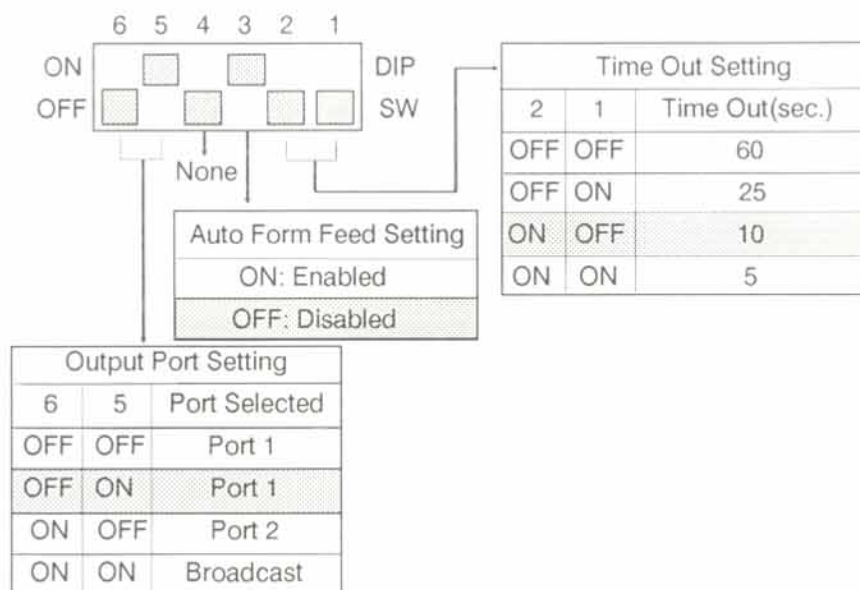 6 5 4 3 2 1
ON DIP
OFF SW
None
Time Out Setting
2 1 Time Out(sec.)
OFF OFF 60
OFF ON 25
ON OFF 10
ON ON 5
Auto Form Feed Setting
ON: Enabled
OFF: Disabled
Output Port Setting
6 5 Port Selected
OFF OFF Port 1
OFF ON Port 1
ON OFF Port 2
ON ON Broadcast